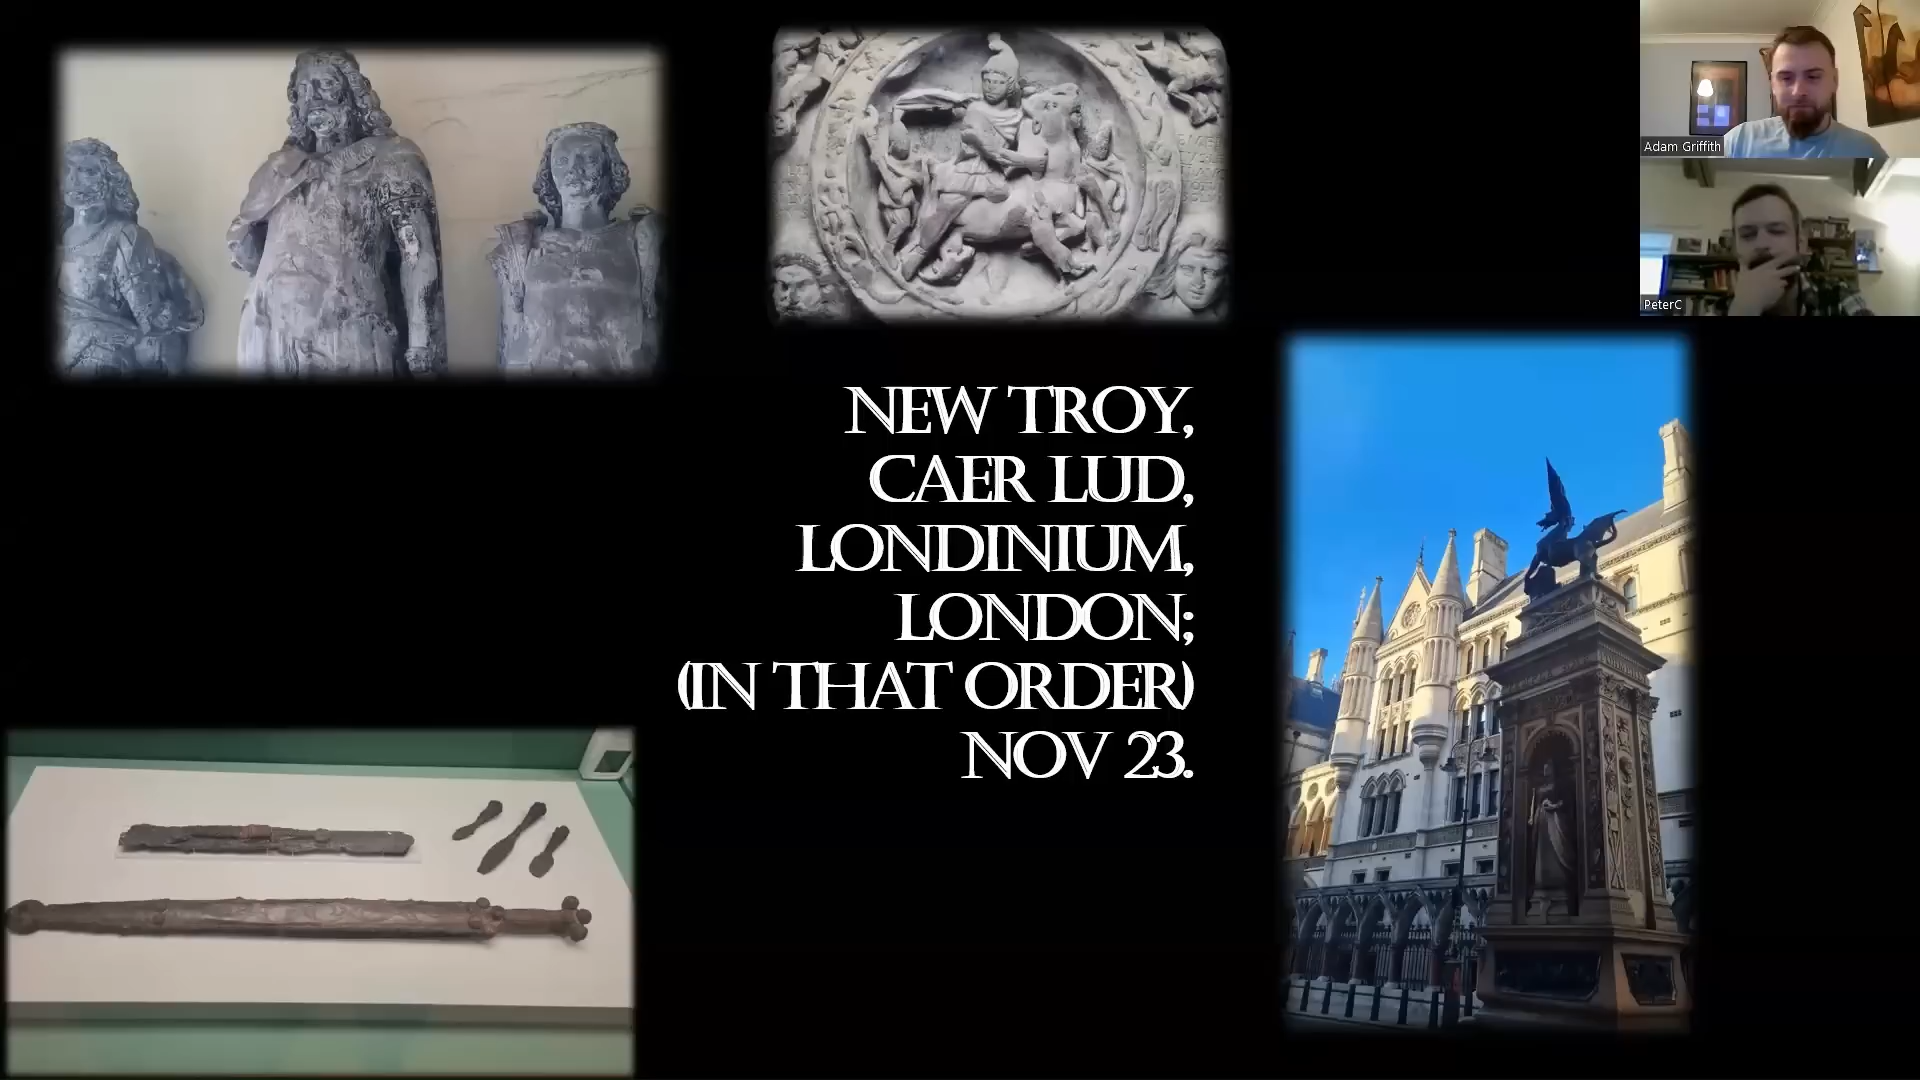 NEW TROY,
CAER LUD,
LONDINIUM,
LONDON;
(IN THAT ORDER)
NOV 23.
Adam Griffith
PeterC